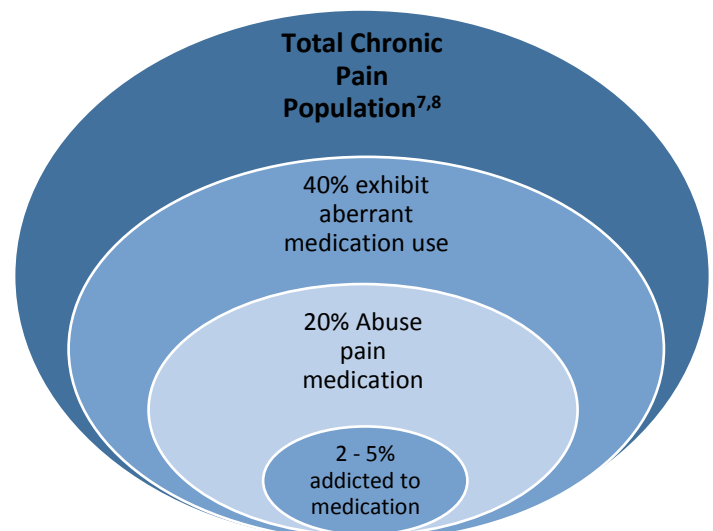 Total Chronic
Pain
Population7,8
40% exhibit
aberrant
medication use
20% Abuse
pain
medication
2 - 5%
addicted to
medication